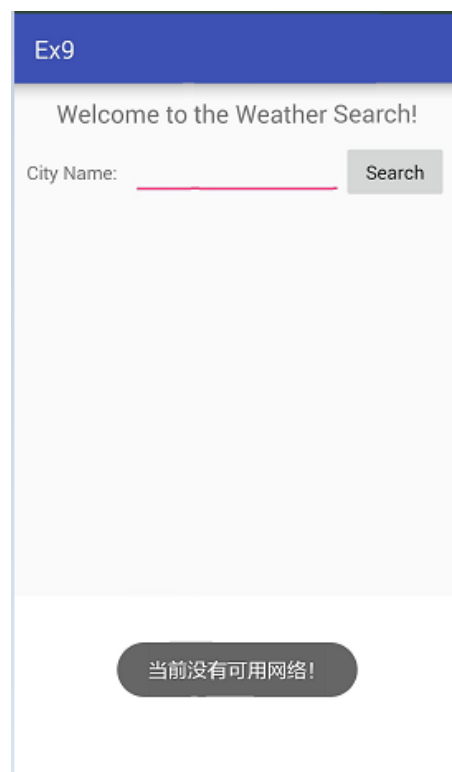 Ex9
Welcome to the Weather Search!
City Name: Search
当前没有可用网络！